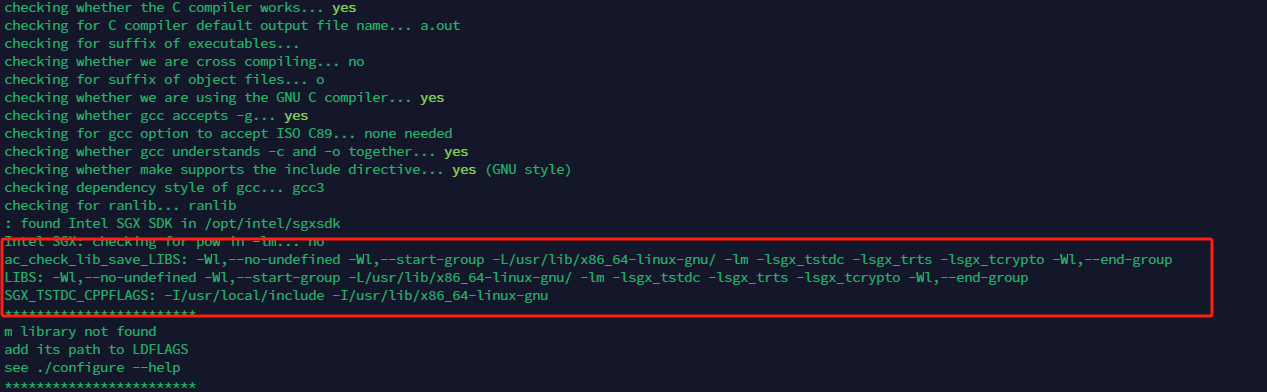 checking whether the C compiler works... yes
checking for C compiler default output file name... a.out
checking for suffix of executables...
checking whether we are cross compiling... no
checking for suffix of object files... o
checking whether we are using the GNU C compiler... yes
checking whether gcc accepts -g... yes
checking for gcc option to accept ISO C89... none needed
checking whether gcc understands -c and -o together... yes
checking whether make supports the include directive... yes (GNU style)
checking dependency style of gcc... gcc3
checking for ranlib... ranlib
: found Intel SGX SDK in /opt/intel/sgxsdk
Intel SGX: checking for pow in -lm... no
ac_check_lib_save_LIBS: -Wl,--no-undefined -Wl,--start-group -L/usr/lib/x86_64-linux-gnu/ -lm -lsgx_tstdc -lsgx_trts -lsgx_tcrypto -Wl,--end-group
LIBS: -Wl,--no-undefined -Wl,--start-group -L/usr/lib/x86_64-linux-gnu/ -lm -lsgx_tstdc -lsgx_trts -lsgx_tcrypto -Wl,--end-group
SGX_TSTDC_CPPFLAGS: -I/usr/local/include -I/usr/lib/x86_64-linux-gnu
************************
m library not found
add its path to LDFLAGS
see ./configure --help
************************